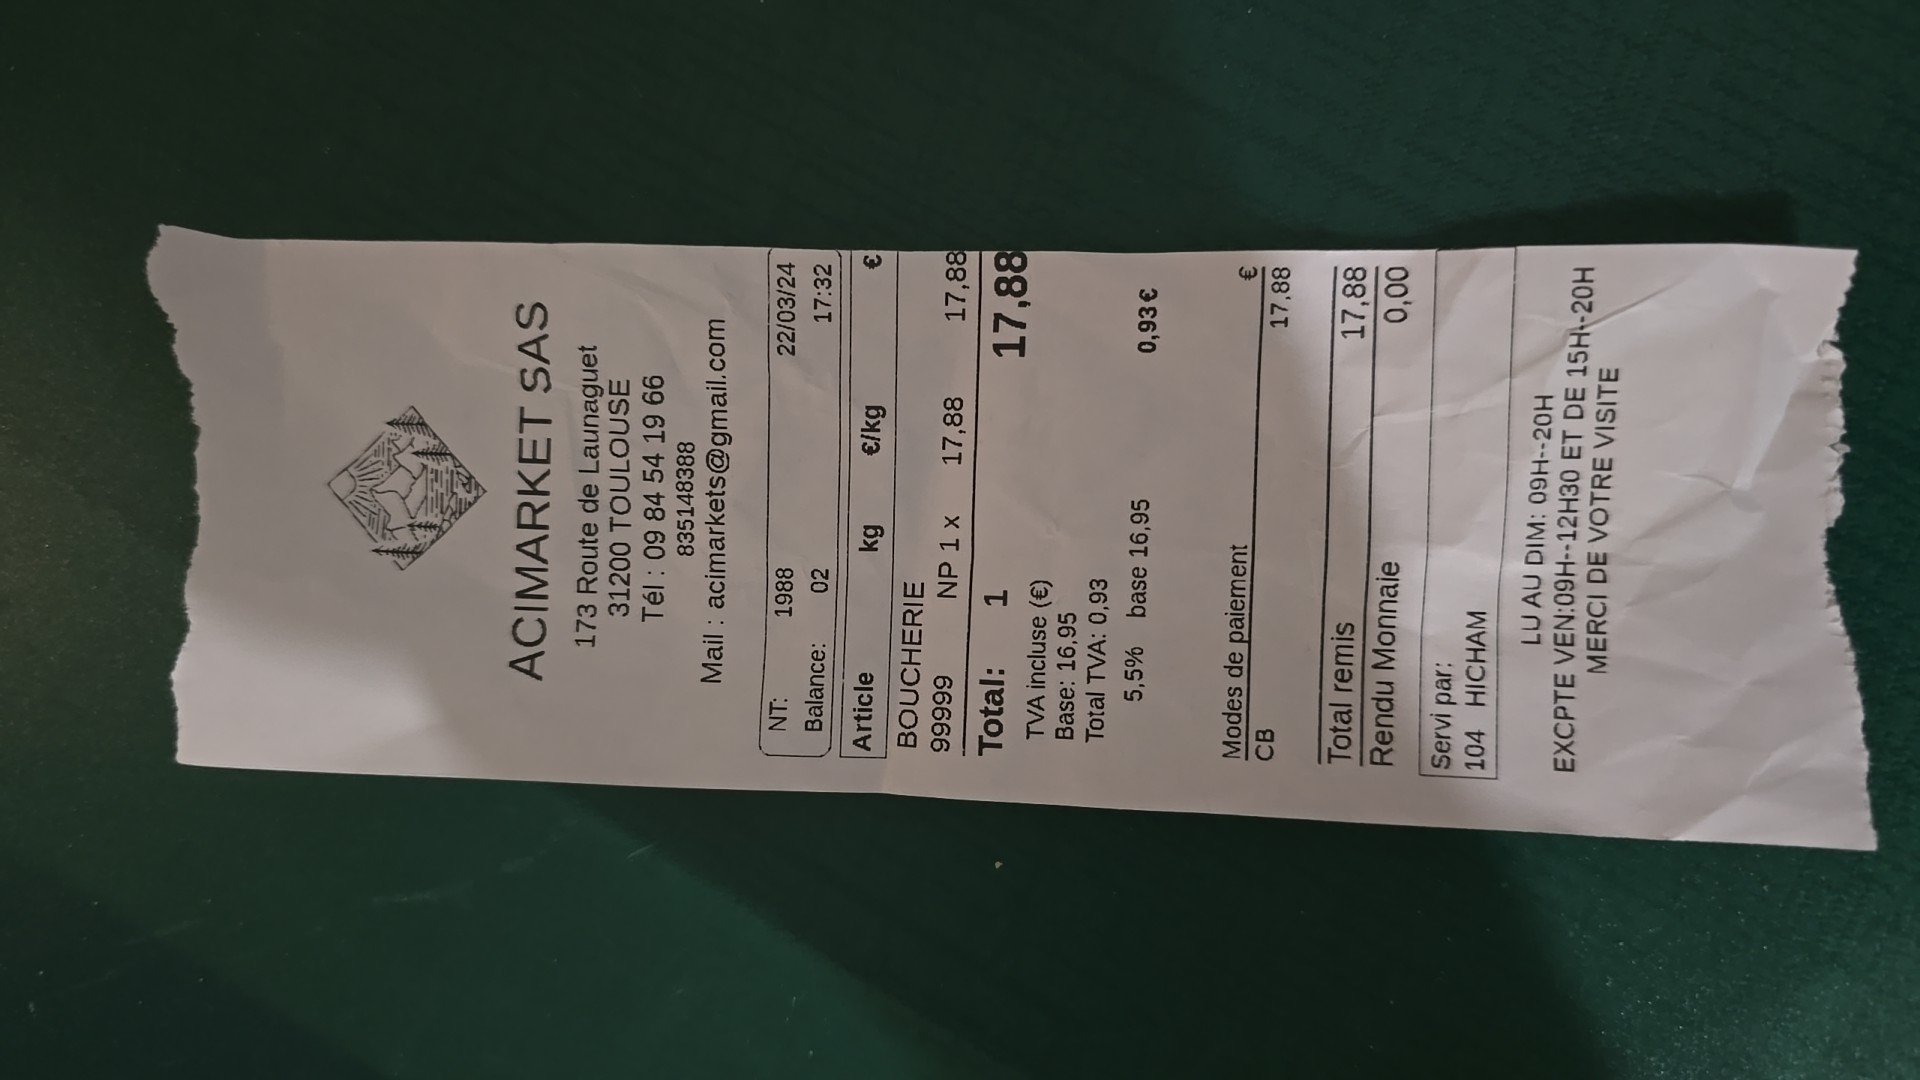 ACIMARKET SAS
173 Route de Launaguet
31200 TOULOUSE
Tél : 09 84 54 19 66
835148388
Mail : acimarkets@gmail.com
NT: 1988 22/03/24
Balance: 02 17:32
Article kg €/kg €
BOUCHERIE
99999 NP 1 x 17,88 17,88
Total: 1 17,88
TVA incluse (€)
Base: 16,95
Total TVA: 0,93
5,5% base 16,95 0,93€
Modes de paiement €
CB 17,88
Total remis 17,88
Rendu Monnaie 0,00
Servi par:
104 HICHAM
LU AU DIM: 09H--20H
EXCPTE VEN:09H--12H30 ET DE 15H--20H
MERCI DE VOTRE VISITE